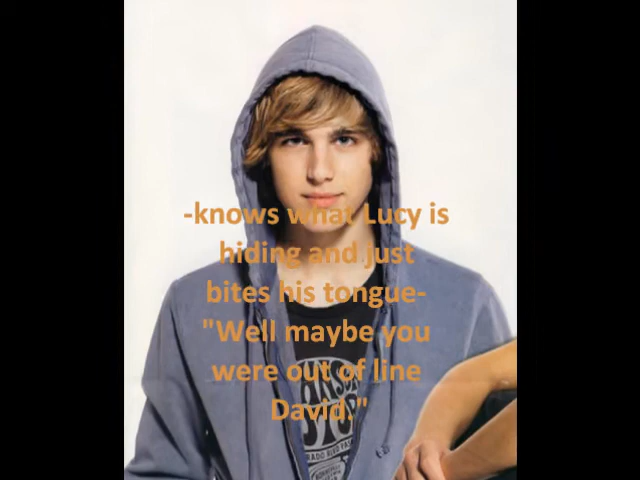 -knows what Lucy is
hiding and just
bites his tongue-
"Well maybe you
were out of line
David."